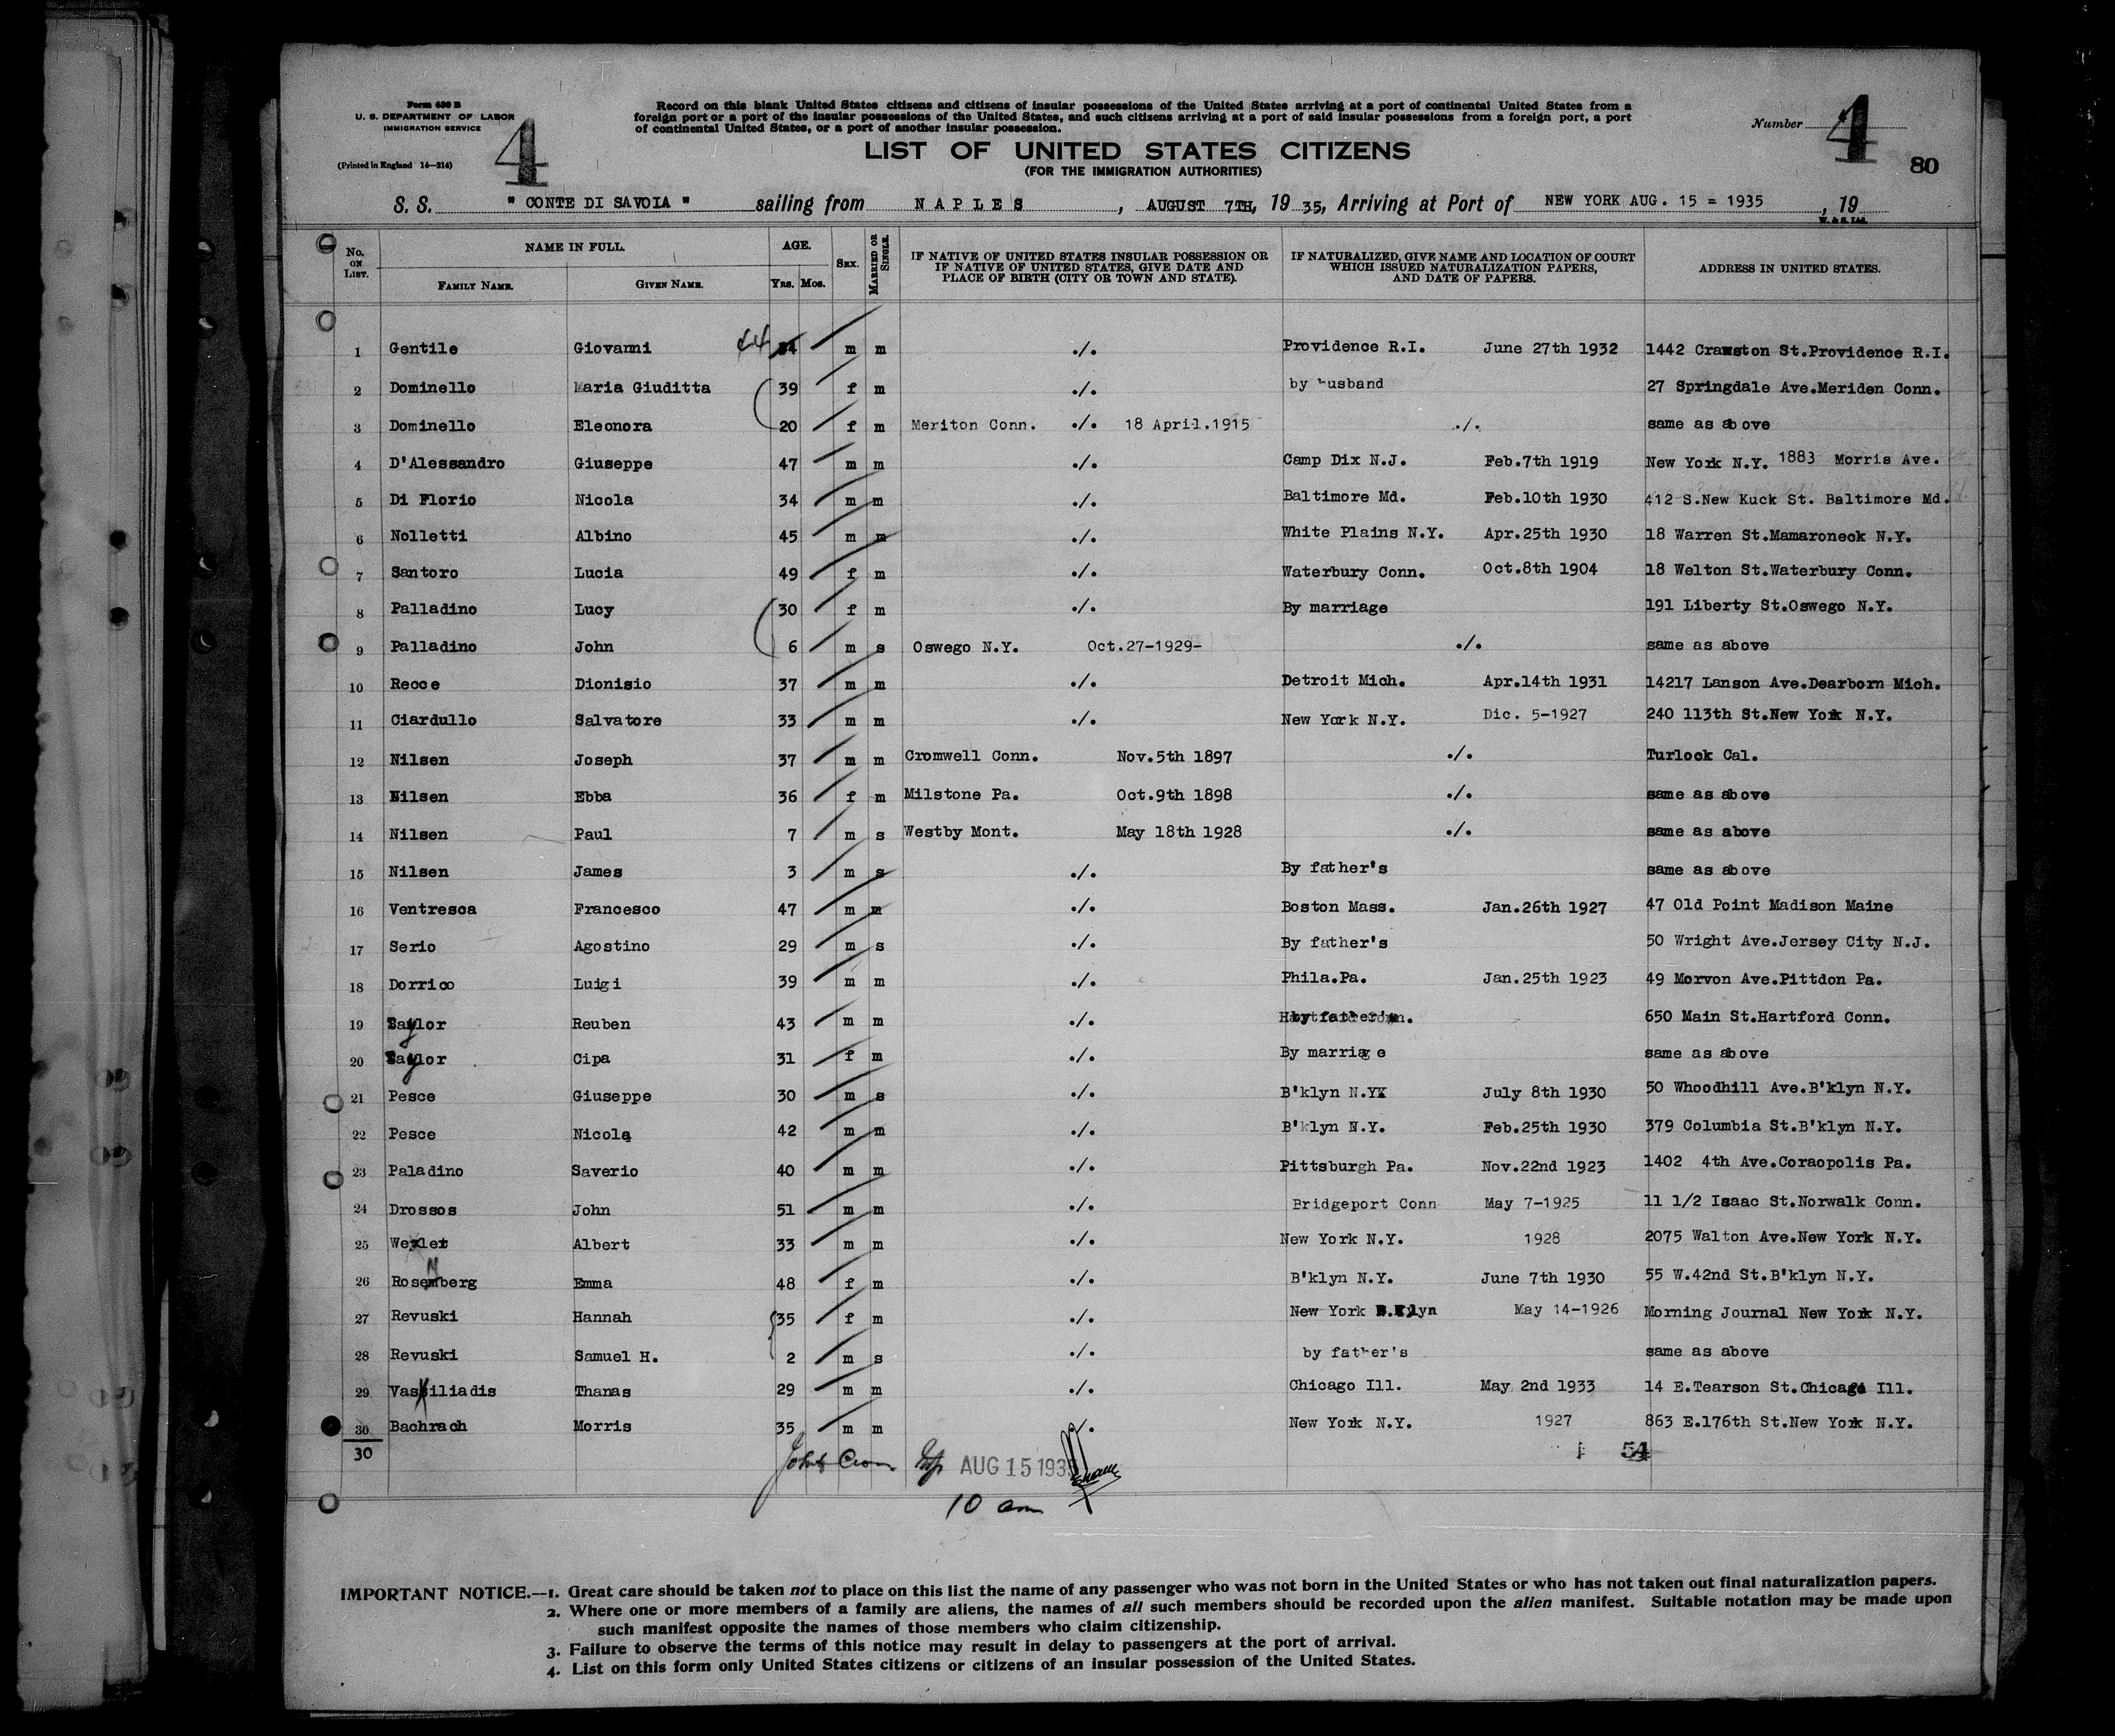 Form 630 B
U. S. DEPARTMENT OF LABOR
IMMIGRATION SERVICE
(Printed in England 14—214)
4
Record on this blank United States citizens and citizens of insular possessions of the United States arriving at a port of continental United States from a
foreign port or a port of the insular possessions of the United States, and such citizens arriving at a port of said insular possessions from a foreign port, a port
of continental United States, or a port of another insular possession.
Number 4
80
LIST OF UNITED STATES CITIZENS
(FOR THE IMMIGRATION AUTHORITIES)
S. S. " CONTE DI SAVOIA " sailing from NAPLES, AUGUST 7TH, 19 35, Arriving at Port of NEW YORK AUG. 15 = 1935, 19
W. & S. Ltd.
No. ON LIST. NAME IN FULL. AGE. SEX. MARRIED OR SINGLE. IF NATIVE OF UNITED STATES INSULAR POSSESSION OR IF NATIVE OF UNITED STATES, GIVE DATE AND PLACE OF BIRTH (CITY OR TOWN AND STATE). IF NATURALIZED, GIVE NAME AND LOCATION OF COURT WHICH ISSUED NATURALIZATION PAPERS, AND DATE OF PAPERS. ADDRESS IN UNITED STATES.
FAMILY NAME. GIVEN NAME. YRS. MOS.
1 Gentile Giovanni 44 m m ./. Providence R.I. June 27th 1932 1442 Cranston St.Providence R.I.
2 Dominello Maria Giuditta 39 f m ./. by husband 27 Springdale Ave.Meriden Conn.
3 Dominello Eleonora 20 f m Meriton Conn. ./. 18 April.1915 ./. same as above
4 D'Alessandro Giuseppe 47 m m ./. Camp Dix N.J. Feb.7th 1919 New York N.Y. 1883 Morris Ave.
5 Di Florio Nicola 34 m m ./. Baltimore Md. Feb.10th 1930 412 S.New Kuck St. Baltimore Md.
6 Nolletti Albino 45 m m ./. White Plains N.Y. Apr.25th 1930 18 Warren St.Mamaroneck N.Y.
7 Santoro Lucia 49 f m ./. Waterbury Conn. Oct.8th 1904 18 Welton St.Waterbury Conn.
8 Palladino Lucy 30 f m ./. By marriage 191 Liberty St.Oswego N.Y.
9 Palladino John 6 m s Oswego N.Y. Oct.27-1929- ./. same as above
10 Recce Dionisio 37 m m ./. Detroit Mich. Apr.14th 1931 14217 Lanson Ave.Dearborn Mich.
11 Ciardullo Salvatore 33 m m ./. New York N.Y. Dic. 5-1927 240 113th St.New York N.Y.
12 Nilsen Joseph 37 m m Cromwell Conn. Nov.5th 1897 ./. Turlock Cal.
13 Nilsen Ebba 36 f m Milstone Pa. Oct.9th 1898 ./. same as above
14 Nilsen Paul 7 m s Westby Mont. May 18th 1928 ./. same as above
15 Nilsen James 3 m s ./. By father's same as above
16 Ventresca Francesco 47 m m ./. Boston Mass. Jan.26th 1927 47 Old Point Madison Maine
17 Serio Agostino 29 m s ./. By father's 50 Wright Ave.Jersey City N.J.
18 Dorrico Luigi 39 m m ./. Phila.Pa. Jan.25th 1923 49 Morvon Ave.Pittdon Pa.
19 Saylor Reuben 43 m m ./. by father's 650 Main St.Hartford Conn.
20 Saylor Cipa 31 f m ./. By marriage same as above
21 Pesce Giuseppe 30 m s ./. B'klyn N.Y. July 8th 1930 50 Whoodhill Ave.B'klyn N.Y.
22 Pesce Nicola 42 m m ./. B'klyn N.Y. Feb.25th 1930 379 Columbia St.B'klyn N.Y.
23 Paladino Saverio 40 m m ./. Pittsburgh Pa. Nov.22nd 1923 1402 4th Ave.Coraopolis Pa.
24 Drossos John 51 m m ./. Bridgeport Conn May 7-1925 11 1/2 Isaac St.Norwalk Conn.
25 Wexler Albert 33 m m ./. New York N.Y. 1928 2075 Walton Ave.New York N.Y.
26 Rosenberg Emma 48 f m ./. B'klyn N.Y. June 7th 1930 55 W.42nd St.B'klyn N.Y.
27 Revuski Hannah 35 f m ./. New York B.Klyn May 14-1926 Morning Journal New York N.Y.
28 Revuski Samuel H. 2 m s ./. by father's same as above
29 Vassiliadis Thanas 29 m m ./. Chicago Ill. May 2nd 1933 14 E.Tearson St.Chicago Ill.
30 Bachrach Morris 35 m m ./. New York N.Y. 1927 863 E.176th St.New York N.Y.
30 54
AUG 15 1935
10 am
IMPORTANT NOTICE.—1. Great care should be taken not to place on this list the name of any passenger who was not born in the United States or who has not taken out final naturalization papers.
2. Where one or more members of a family are aliens, the names of all such members should be recorded upon the alien manifest. Suitable notation may be made upon
such manifest opposite the names of those members who claim citizenship.
3. Failure to observe the terms of this notice may result in delay to passengers at the port of arrival.
4. List on this form only United States citizens or citizens of an insular possession of the United States.